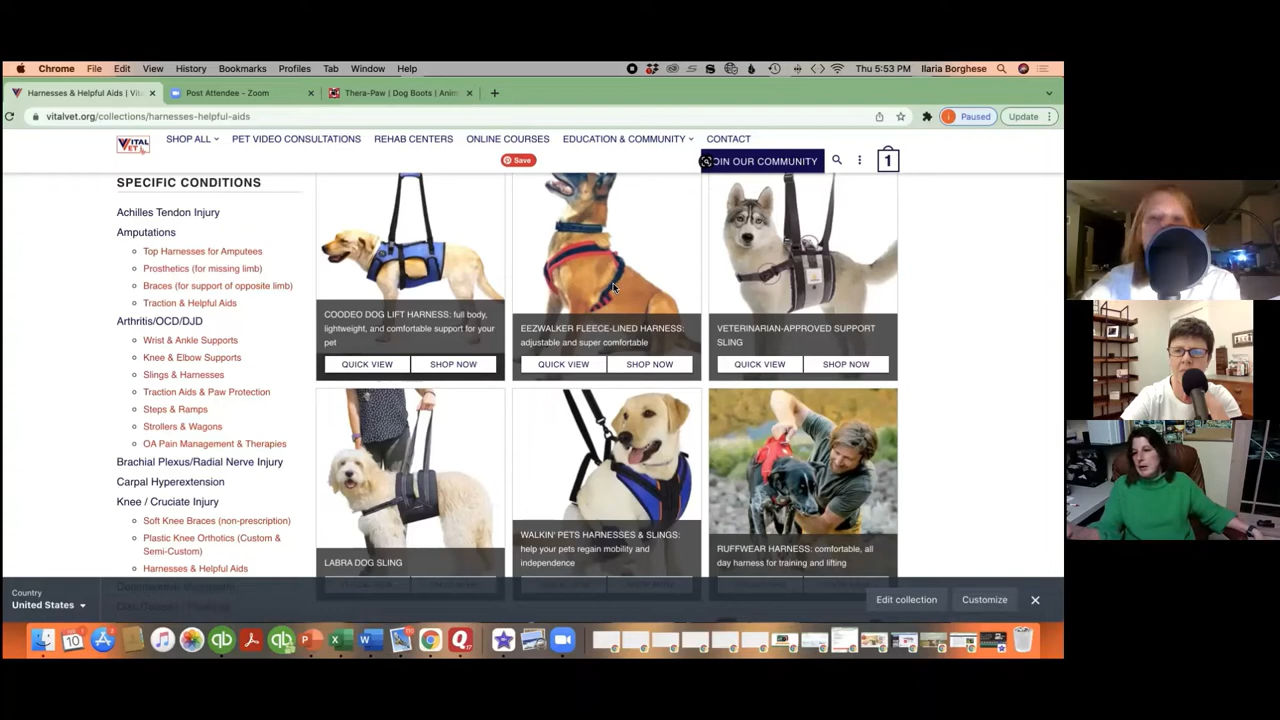 Chrome File Edit View History Bookmarks Profiles Tab Window Help Thu 5:53 PM Ilaria Borghese
Harnesses & Helpful Aids | Vit Post Attendee - Zoom Thera-Paw | Dog Boots | Anim
vitalvet.org/collections/harnesses-helpful-aids Paused Update
VITAL VET SHOP ALL PET VIDEO CONSULTATIONS REHAB CENTERS ONLINE COURSES EDUCATION & COMMUNITY CONTACT
Save OIN OUR COMMUNITY 1
SPECIFIC CONDITIONS
Achilles Tendon Injury
Amputations
Top Harnesses for Amputees
Prosthetics (for missing limb)
Braces (for support of opposite limb)
Traction & Helpful Aids
Arthritis/OCD/DJD
Wrist & Ankle Supports
Knee & Elbow Supports
Slings & Harnesses
Traction Aids & Paw Protection
Steps & Ramps
Strollers & Wagons
OA Pain Management & Therapies
Brachial Plexus/Radial Nerve Injury
Carpal Hyperextension
Knee / Cruciate Injury
Soft Knee Braces (non-prescription)
Plastic Knee Orthotics (Custom &
Semi-Custom)
Harnesses & Helpful Aids
COODEO DOG LIFT HARNESS: full body,
lightweight, and comfortable support for your
pet
QUICK VIEW SHOP NOW
EEZWALKER FLEECE-LINED HARNESS:
adjustable and super comfortable
QUICK VIEW SHOP NOW
VETERINARIAN-APPROVED SUPPORT
SLING
QUICK VIEW SHOP NOW
LABRA DOG SLING
WALKIN' PETS HARNESSES & SLINGS:
help your pets regain mobility and
independence
RUFFWEAR HARNESS: comfortable, all
day harness for training and lifting
Country
United States
Edit collection Customize